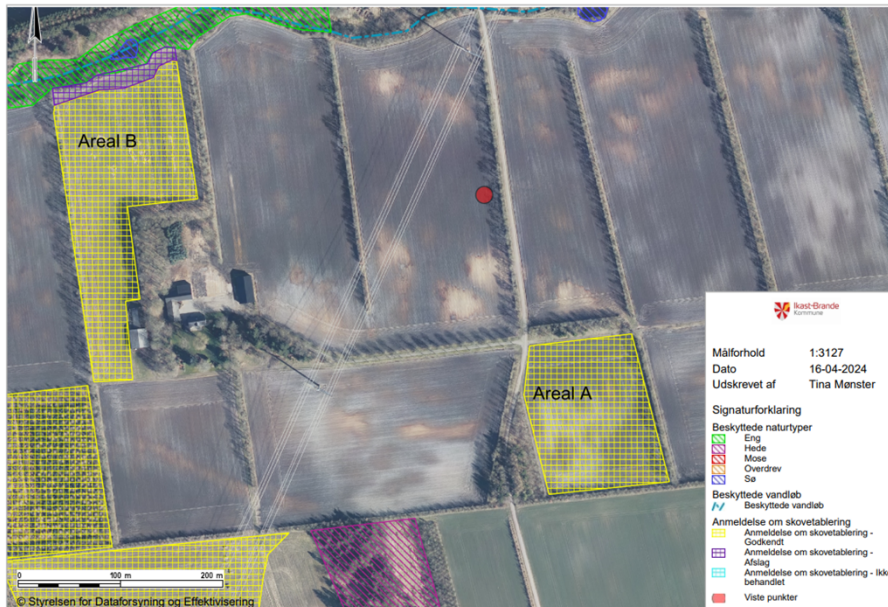 Areal B
Areal A
0
100 m
200 m
© Styrelsen for Dataforsyning og Effektivisering
Ikast-Brande
Kommune
Målforhold 1:3127
Dato 16-04-2024
Udskrevet af Tina Mønster
Signaturforklaring
Beskyttede naturtyper
Eng
Hede
Mose
Overdrev
Sø
Beskyttede vandløb
Beskyttede vandløb
Anmeldelse om skovetablering
Anmeldelse om skovetablering -
Godkendt
Anmeldelse om skovetablering -
Afslag
Anmeldelse om skovetablering - Ikke
behandlet
Viste punkter